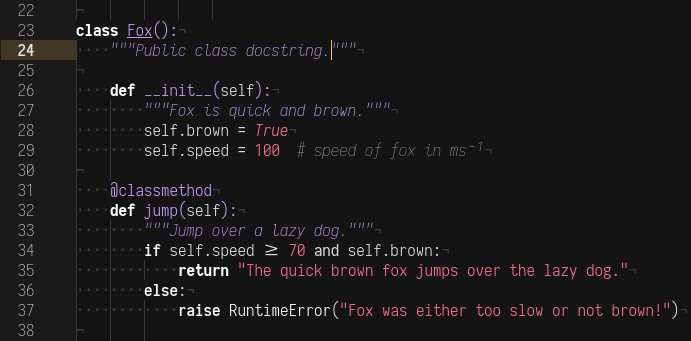 22
23 class Fox():¬
24 ····"""Public class docstring."""¬
25 ¬
26 ····def __init__(self):¬
27 ········"""Fox is quick and brown."""¬
28 ········self.brown = True¬
29 ········self.speed = 100  # speed of fox in ms⁻¹¬
30 ¬
31 ····@classmethod¬
32 ····def jump(self):¬
33 ········"""Jump over a lazy dog."""¬
34 ········if self.speed ≥ 70 and self.brown:¬
35 ············return "The quick brown fox jumps over the lazy dog."¬
36 ········else:¬
37 ············raise RuntimeError("Fox was either too slow or not brown!")¬
38 ¬